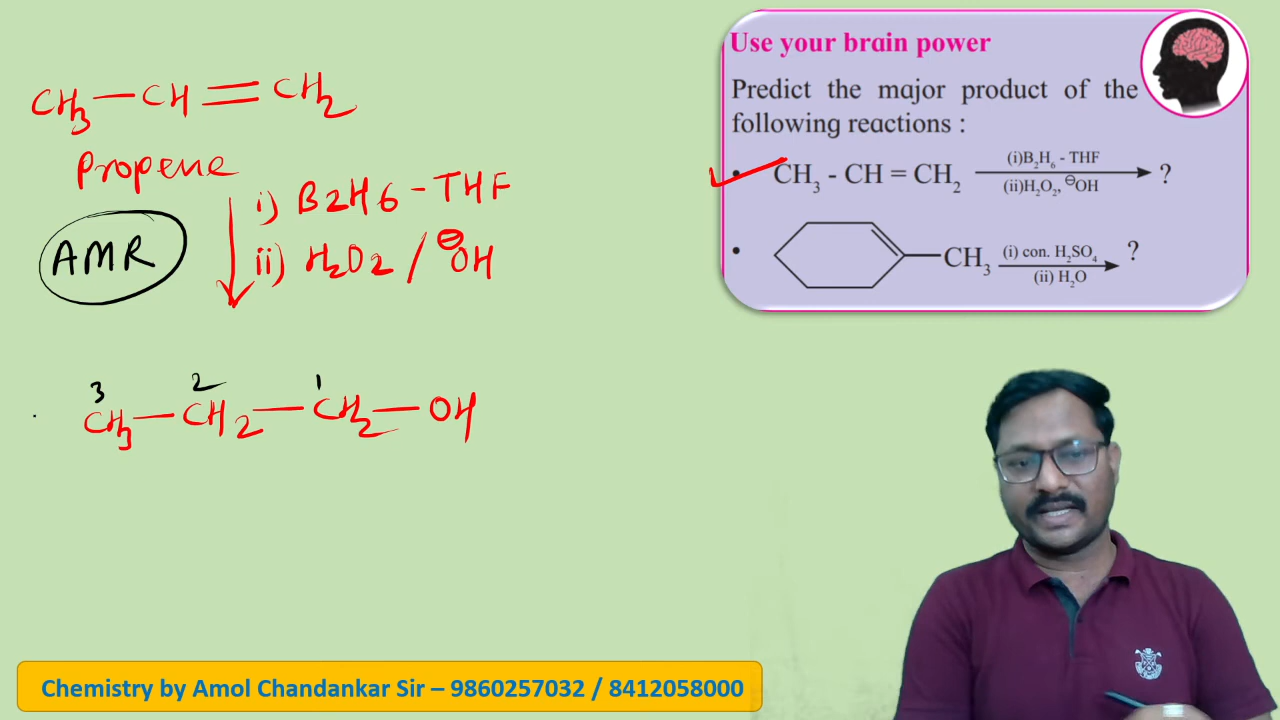 CH₃ — CH = CH₂
Propene
i) B2H6 - THF
ii) H₂O2 / ⊖OH
AMR
3 2 1
CH₃ — CH2 — CH₂ — OH
Use your brain power
Predict the major product of the
following reactions :
• CH₃ - CH = CH₂ (i)B₂H₆ - THF (ii)H₂O₂, ⊖OH ?
• CH₃ (i) con. H₂SO₄ (ii) H₂O ?
Chemistry by Amol Chandankar Sir – 9860257032 / 8412058000